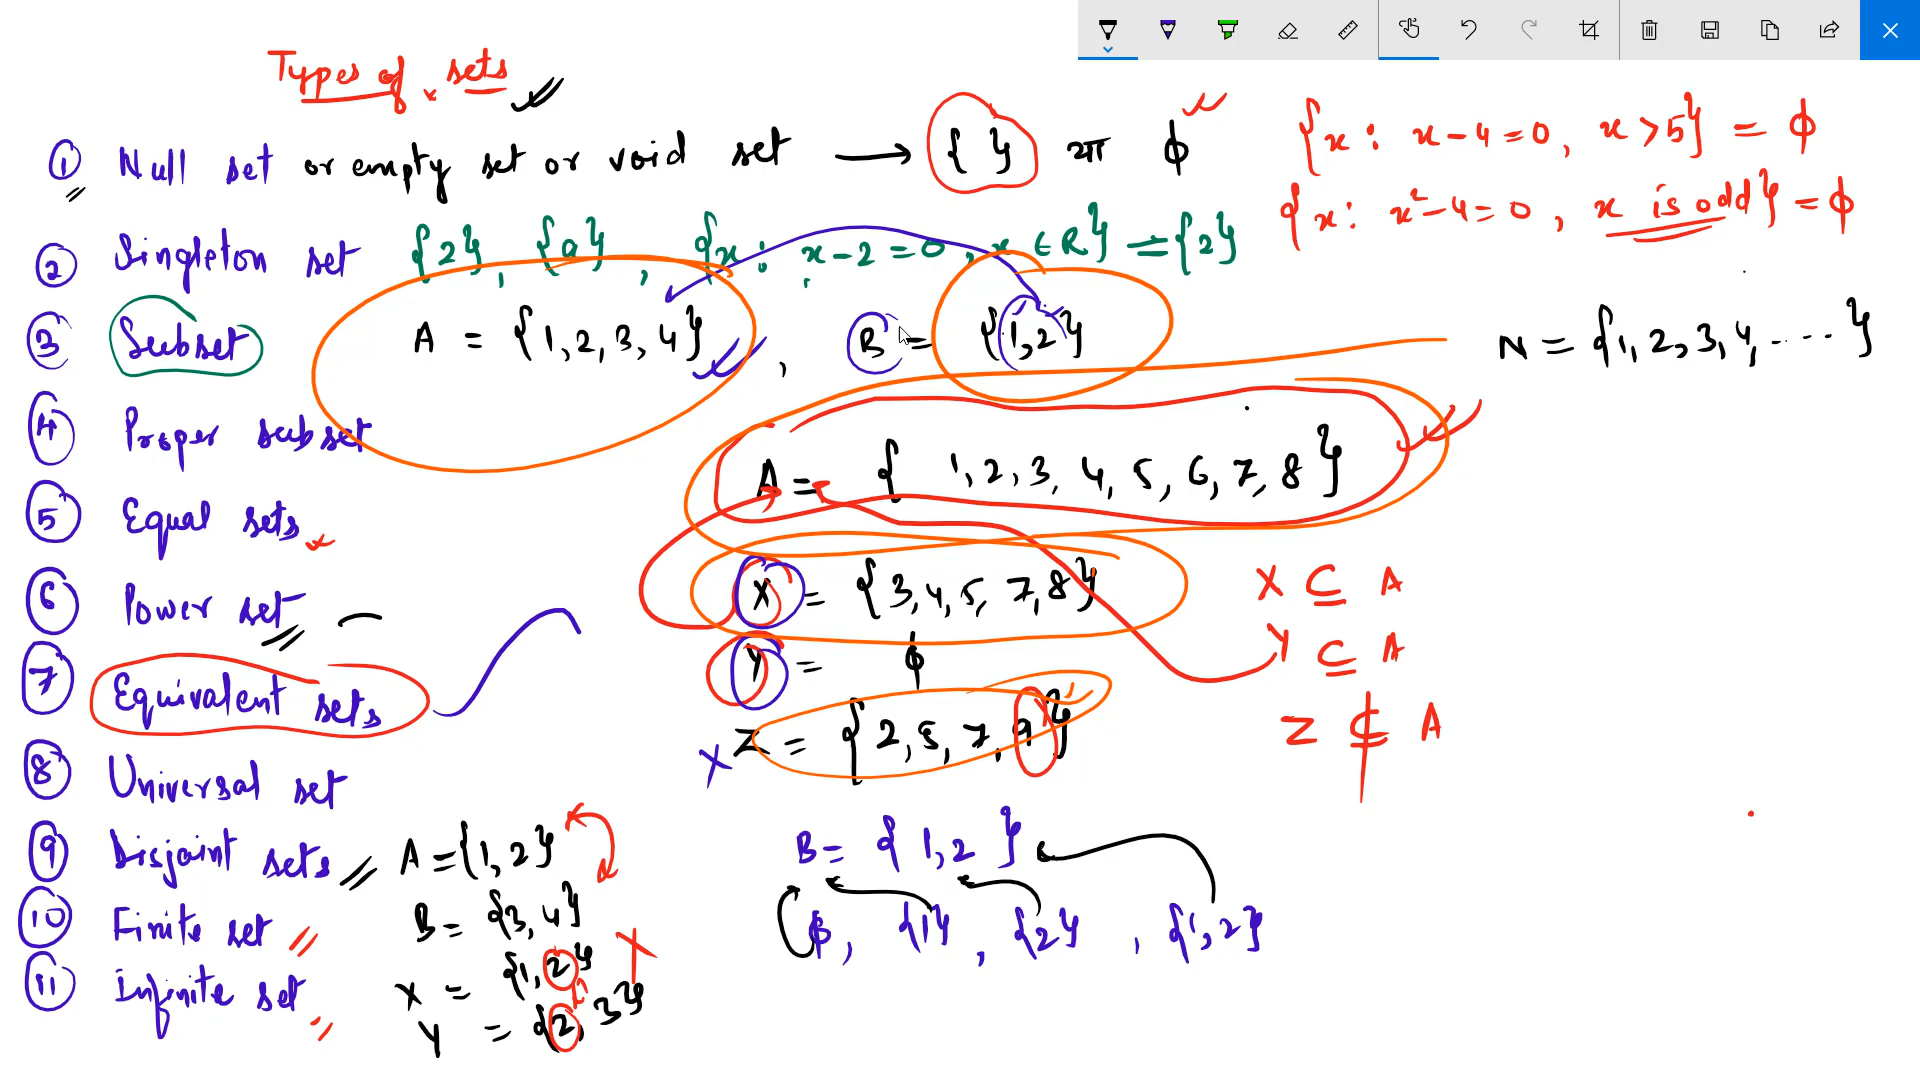 Types of sets
① Null set or empty set or void set ⟶ { } या ϕ
{x : x-4=0, x>5} = ϕ
{x : x²-4=0, x is odd} = ϕ
② Singleton set {2}, {a}, {x : x-2=0, x ∈ R} = {2}
③ Subset A = {1,2,3,4}, B = {1,2}
N = {1,2,3,4,....}
④ Proper subset
A = { 1,2,3,4,5,6,7,8}
⑤ Equal sets
⑥ Power set X = {3,4,5,7,8}
X ⊆ A
⑦ Equivalent sets Y = ϕ
Y ⊆ A
Z = {2,5,7,9}
Z ⊄ A
⑧ Universal set
⑨ Disjoint sets A = {1,2}
B = {1,2}
⑩ Finite set B = {3,4}
ϕ, {1}, {2}, {1,2}
⑪ Infinite set X = {1,2}
Y = {2,3}